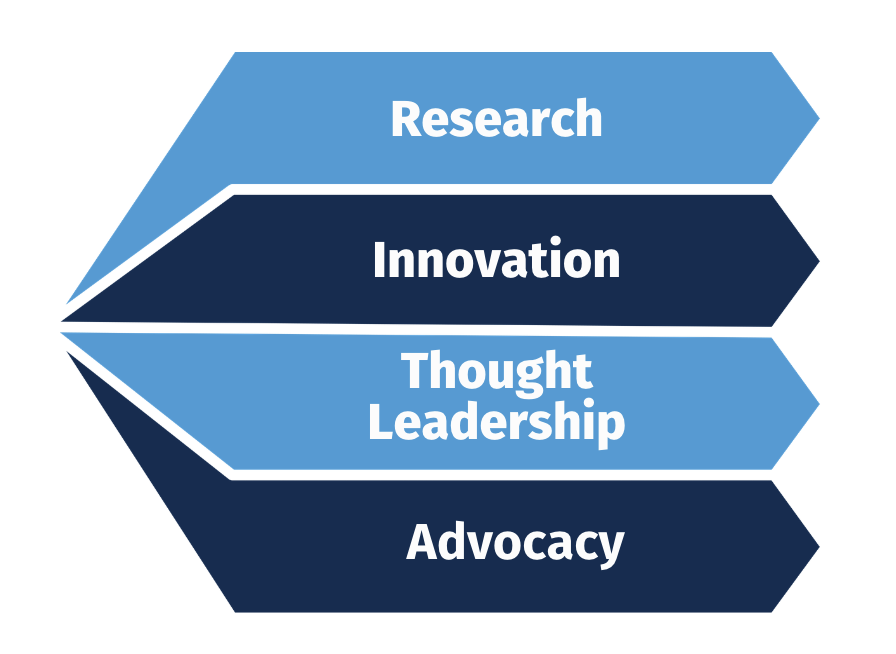 Research
Innovation
Thought
Leadership
Advocacy